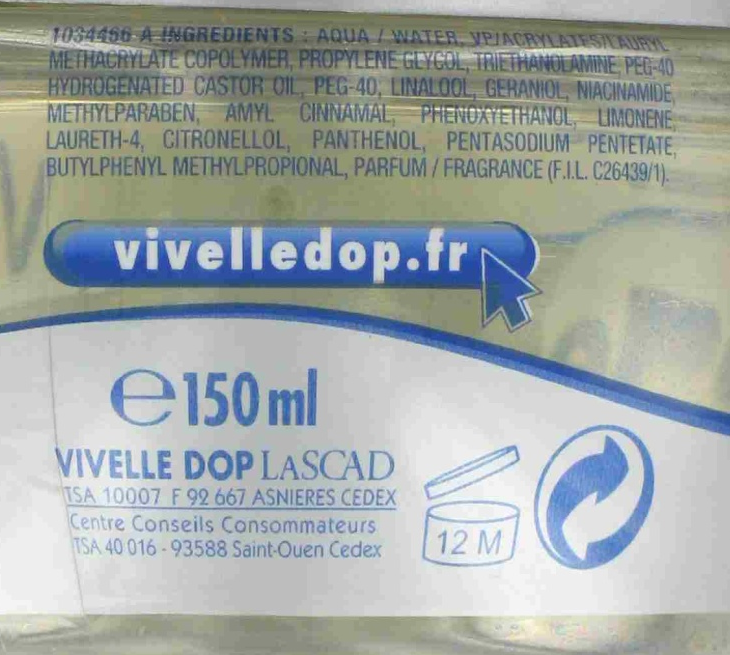 1034456 A INGREDIENTS : AQUA / WATER, VP/ACRYLATES/LAURYL
METHACRYLATE COPOLYMER, PROPYLENE GLYCOL, TRIETHANOLAMINE, PEG-40
HYDROGENATED CASTOR OIL, PEG-40, LINALOOL, GERANIOL, NIACINAMIDE,
METHYLPARABEN, AMYL CINNAMAL, PHENOXYETHANOL, LIMONENE,
LAURETH-4, CITRONELLOL, PANTHENOL, PENTASODIUM PENTETATE,
BUTYLPHENYL METHYLPROPIONAL, PARFUM / FRAGRANCE (F.I.L. C26439/1).
vivelledop.fr
e 150 ml
VIVELLE DOP LASCAD
TSA 10007 F 92 667 ASNIERES CEDEX
Centre Conseils Consommateurs
TSA 40 016 - 93588 Saint-Ouen Cedex
12 M